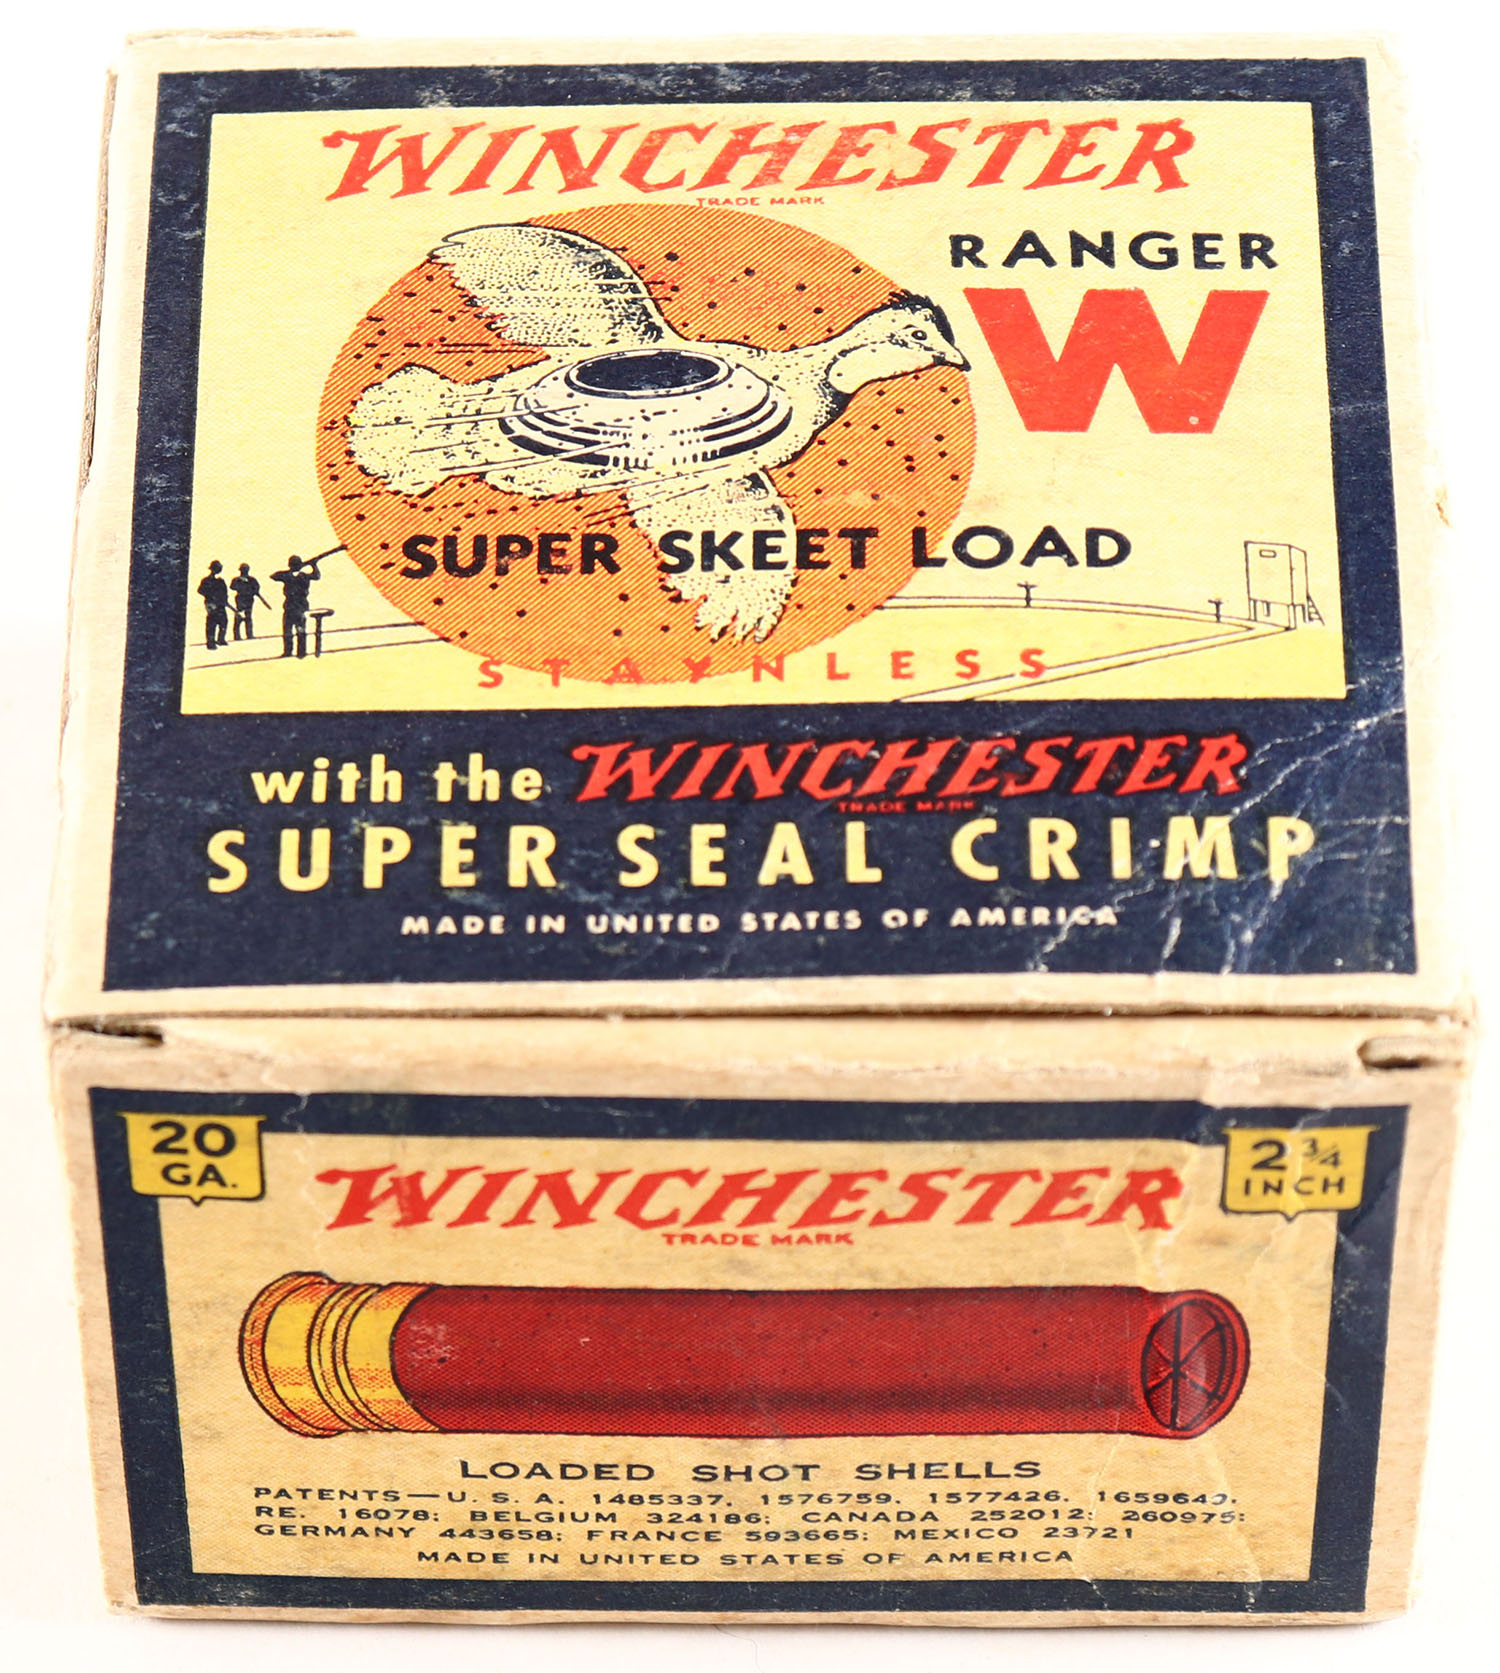 WINCHESTER
TRADE MARK
RANGER
W
SUPER SKEET LOAD
STAYNLESS
with the WINCHESTER
TRADE MARK
SUPER SEAL CRIMP
MADE IN UNITED STATES OF AMERICA
20
GA.
2 3/4
INCH
WINCHESTER
TRADE MARK
LOADED SHOT SHELLS
PATENTS—U. S. A. 1485337, 1576759, 1577426,
RE. 16078; BELGIUM 324186; CANADA 252012; 260975;
GERMANY 443658; FRANCE 593665; MEXICO 23721
MADE IN UNITED STATES OF AMERICA